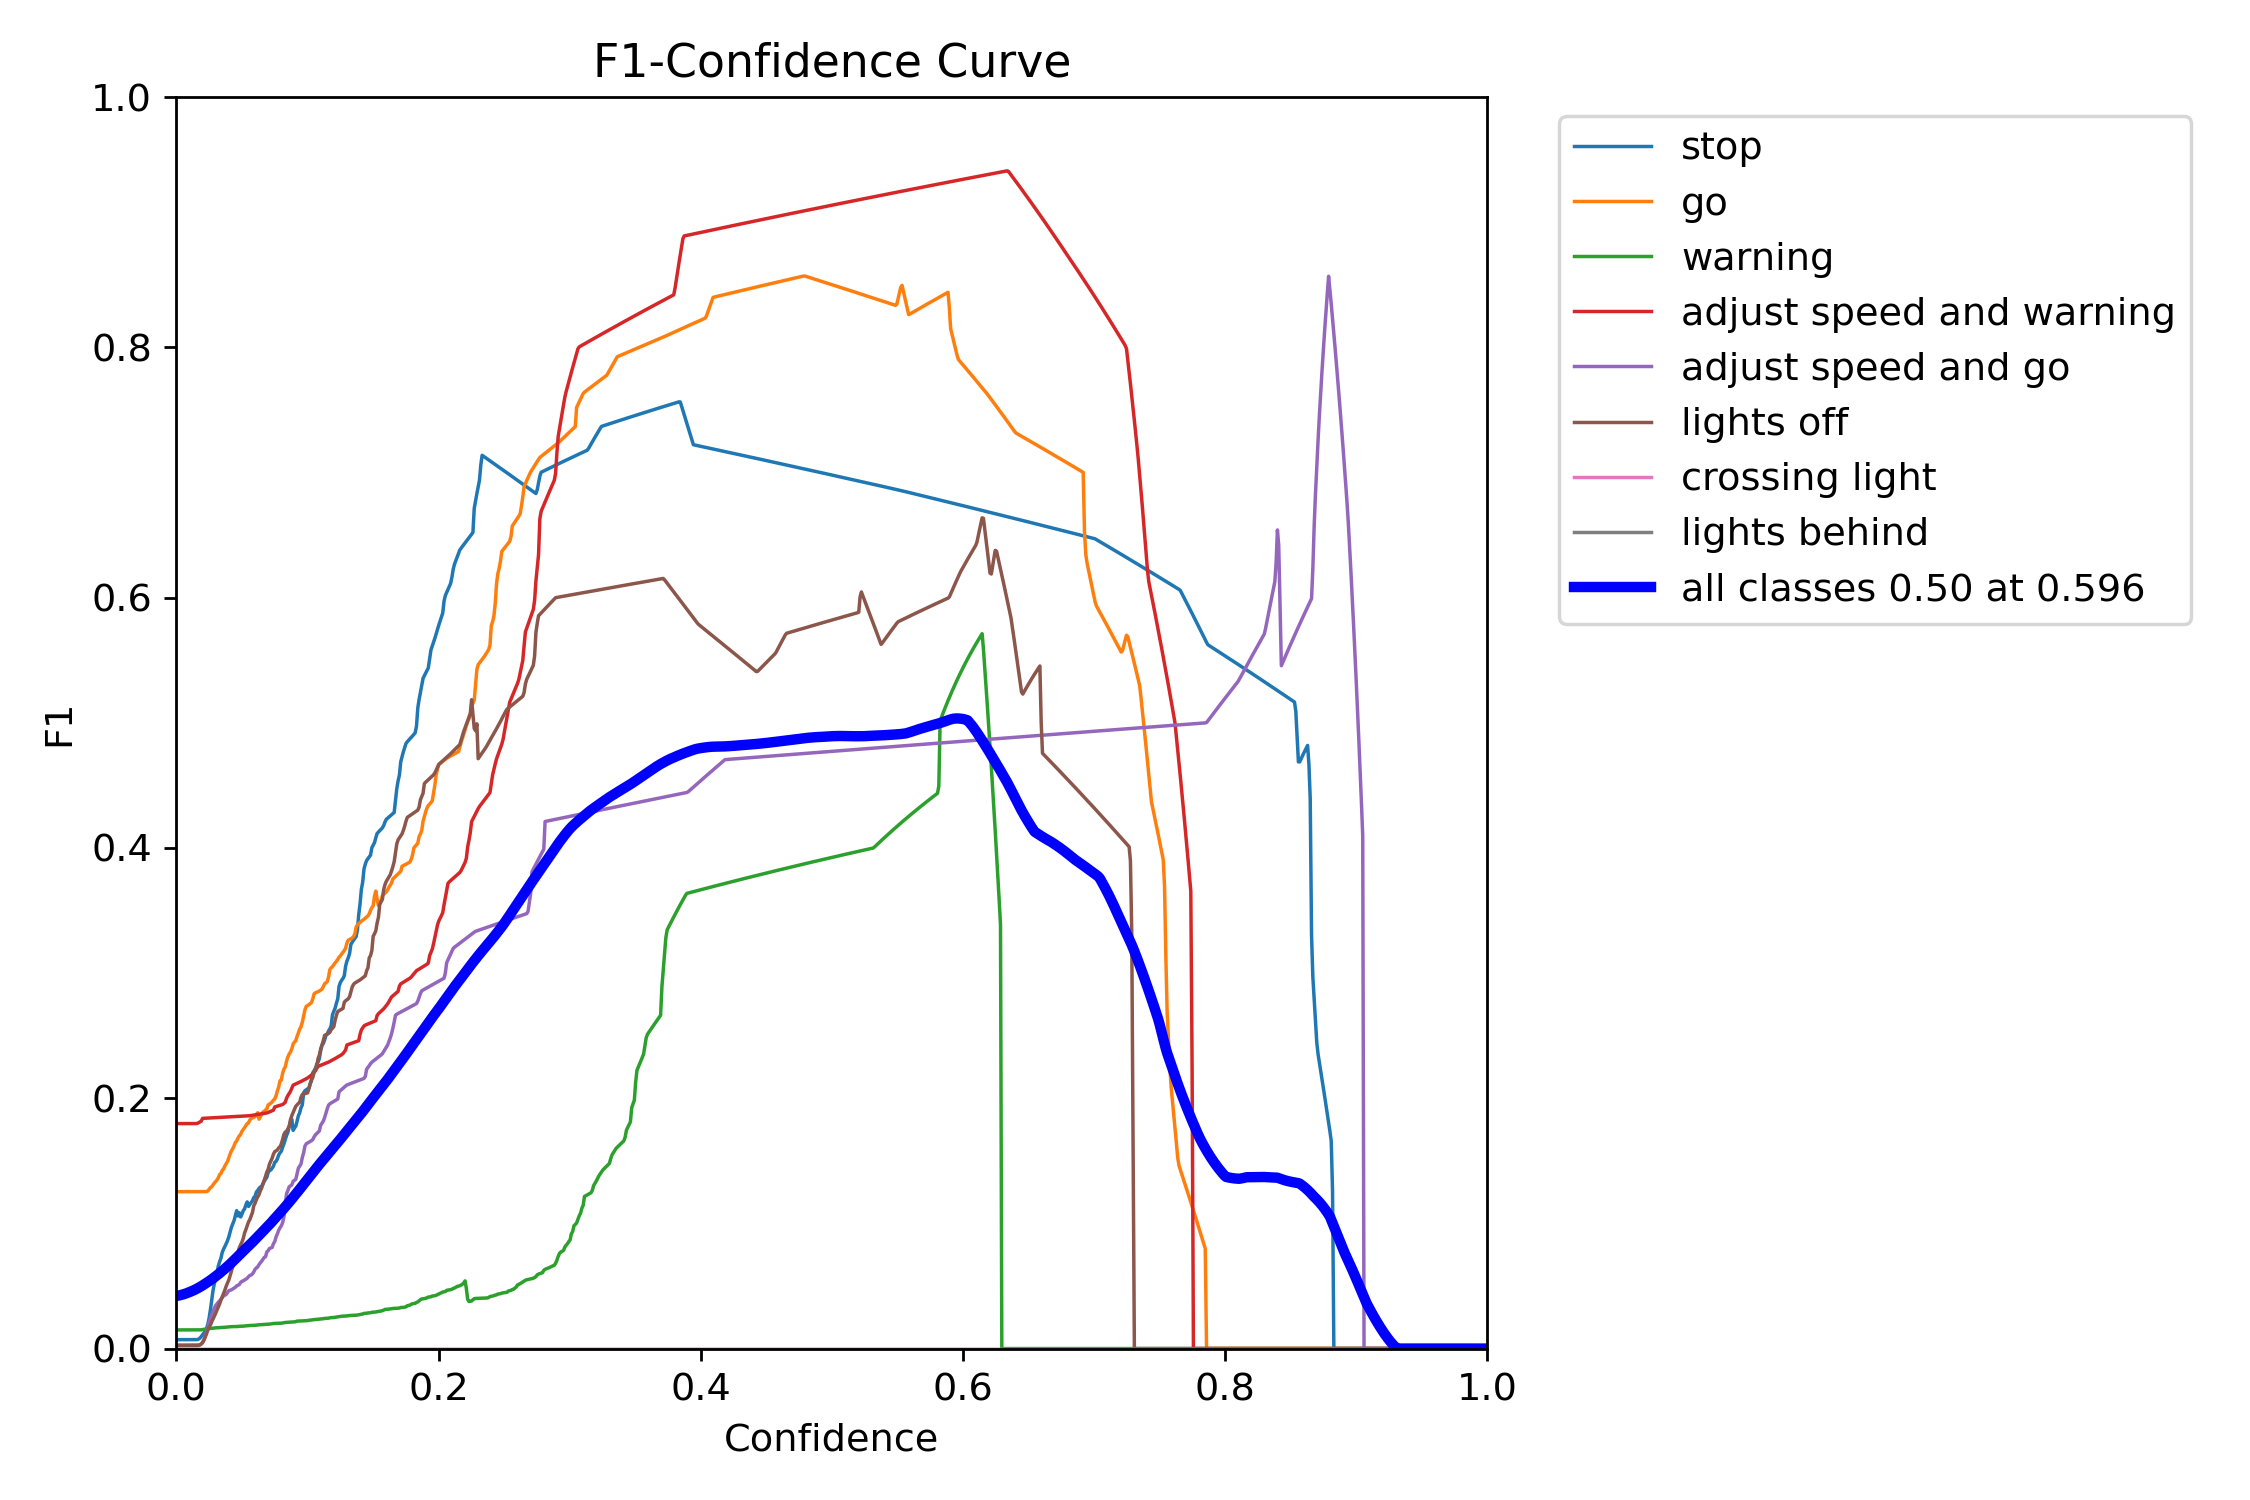 F1-Confidence Curve
1.0
0.8
0.6
0.4
0.2
0.0
F1
0.0 0.2 0.4 0.6 0.8 1.0
Confidence
stop
go
warning
adjust speed and warning
adjust speed and go
lights off
crossing light
lights behind
all classes 0.50 at 0.596